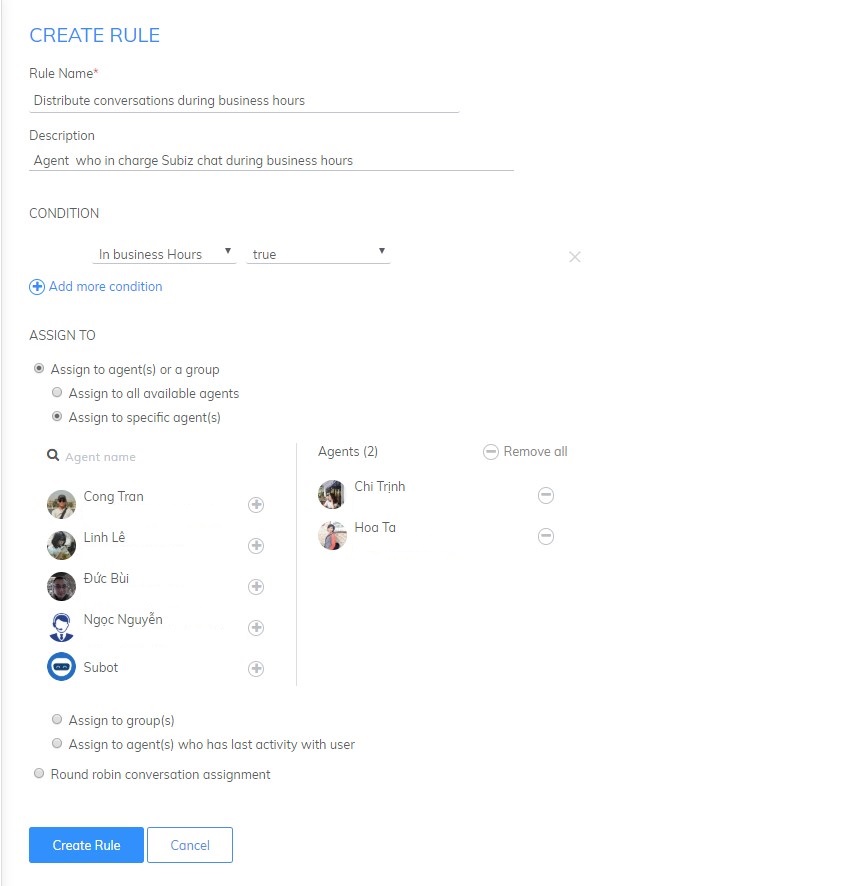 CREATE RULE
Rule Name*
Distribute conversations during business hours
Description
Agent who in charge Subiz chat during business hours
CONDITION
In business Hours true
Add more condition
ASSIGN TO
Assign to agent(s) or a group
Assign to all available agents
Assign to specific agent(s)
Agent name
Cong Tran
Linh Lê
Đức Bùi
Ngọc Nguyễn
Subot
Agents (2) Remove all
Chi Trịnh
Hoa Ta
Assign to group(s)
Assign to agent(s) who has last activity with user
Round robin conversation assignment
Create Rule Cancel